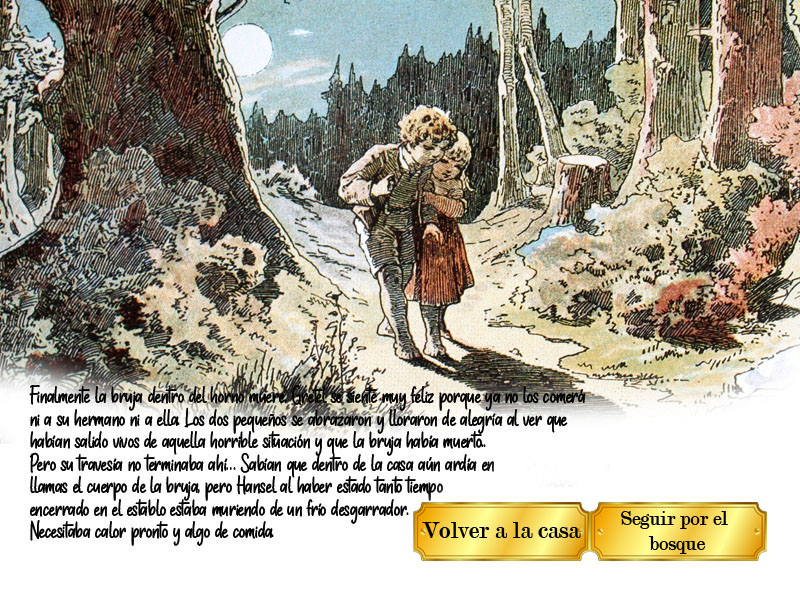 Finalmente la bruja dentro del horno muere. Gretel se siente muy feliz porque ya no los comerá
ni a su hermano ni a ella. Los dos pequeños se abrazaron y lloraron de alegría al ver que
habían salido vivos de aquella horrible situación y que la bruja había muerto..
Pero su travesía no terminaba ahí... Sabían que dentro de la casa aún ardía en
llamas el cuerpo de la bruja, pero Hansel al haber estado tanto tiempo
encerrado en el establo estaba muriendo de un frío desgarrador.
Necesitaba calor pronto y algo de comida.
Volver a la casa
Seguir por el
bosque